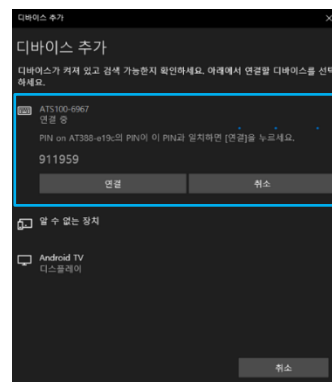 디바이스 추가
디바이스 추가
디바이스가 켜져 있고 검색 가능한지 확인하세요. 아래에서 연결할 디바이스를 선택
하세요.
ATS100-6967
연결 중
PIN on AT388-e19c의 PIN이 이 PIN과 일치하면 [연결]을 누르세요.
911959
연결 취소
알 수 없는 장치
Android TV
디스플레이
취소